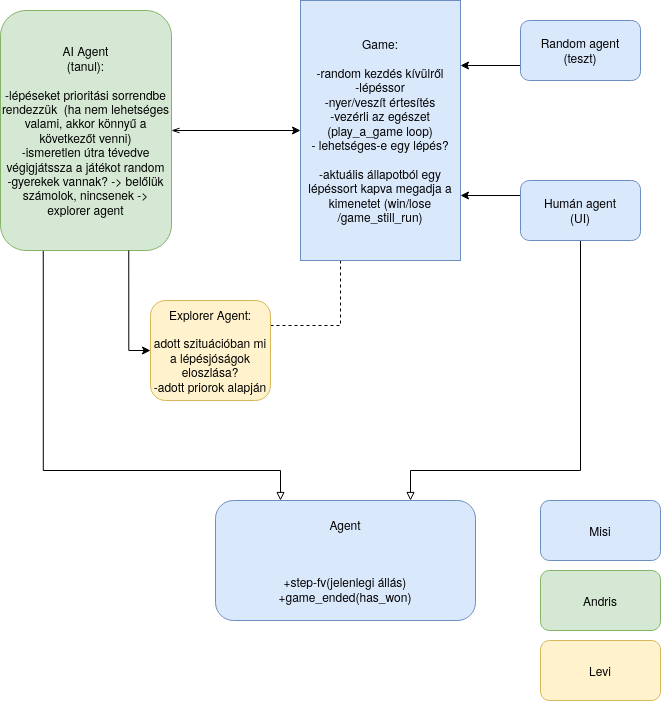 AI Agent
(tanul):
-lépéseket prioritási sorrendbe
rendezzük (ha nem lehetséges
valami, akkor könnyű a
következőt venni)
-ismeretlen útra tévedve
végigjátssza a játékot random
-gyerekek vannak? -> belőlük
számolok, nincsenek ->
explorer agent
Game:
-random kezdés kívülről
-lépéssor
-nyer/veszít értesítés
-vezérli az egészet
(play_a_game loop)
- lehetséges-e egy lépés?
-aktuális állapotból egy
lépéssort kapva megadja a
kimenetet (win/lose
/game_still_run)
Random agent
(teszt)
Humán agent
(UI)
Explorer Agent:
adott szituációban mi
a lépésjóságok
eloszlása?
-adott priorok alapján
Agent
+step-fv(jelenlegi állás)
+game_ended(has_won)
Misi
Andris
Levi